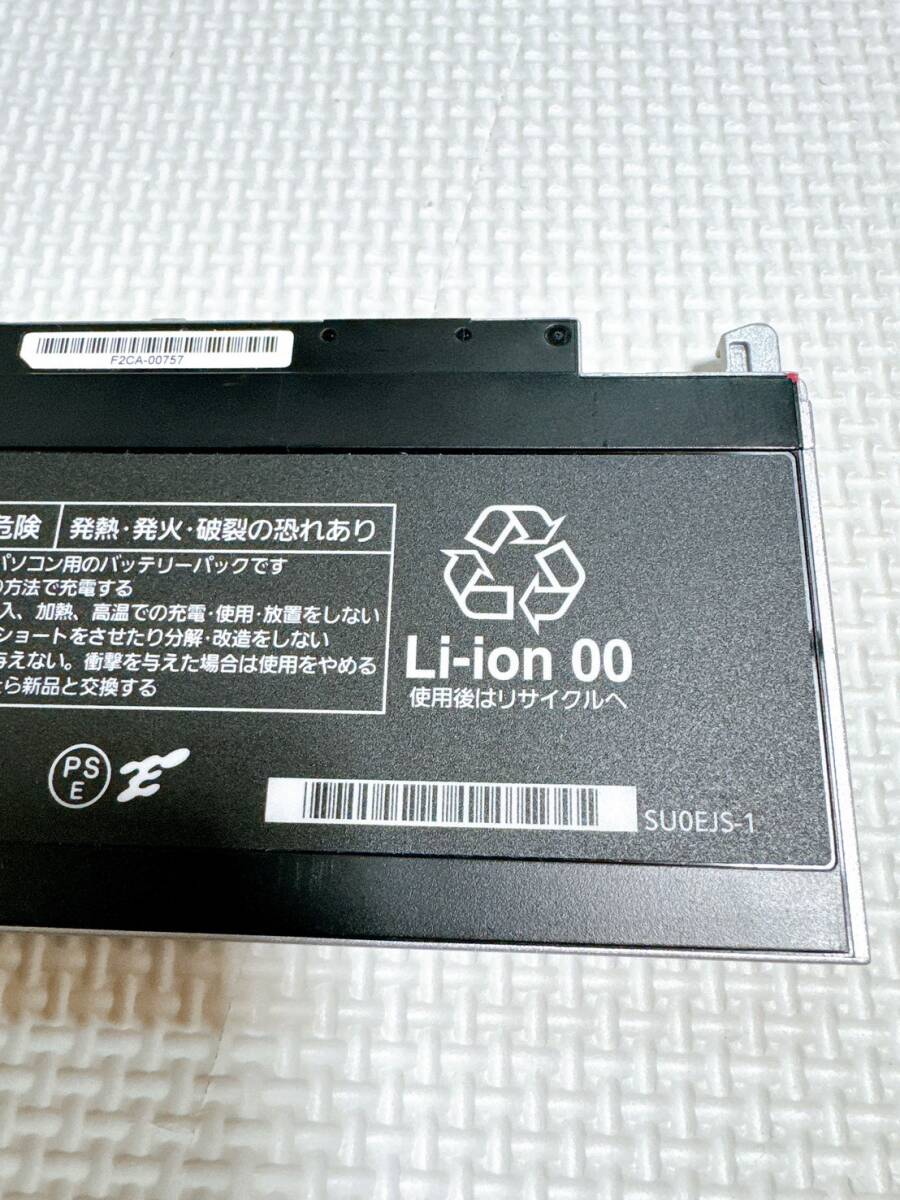 F2CA-00757
危険 発熱・発火・破裂の恐れあり
パソコン用のバッテリーパックです
の方法で充電する
入、加熱、高温での充電・使用・放置をしない
ショートをさせたり分解・改造をしない
与えない。衝撃を与えた場合は使用をやめる
たら新品と交換する
Li-ion 00
使用後はリサイクルへ
PS
E
SU0EJS-1